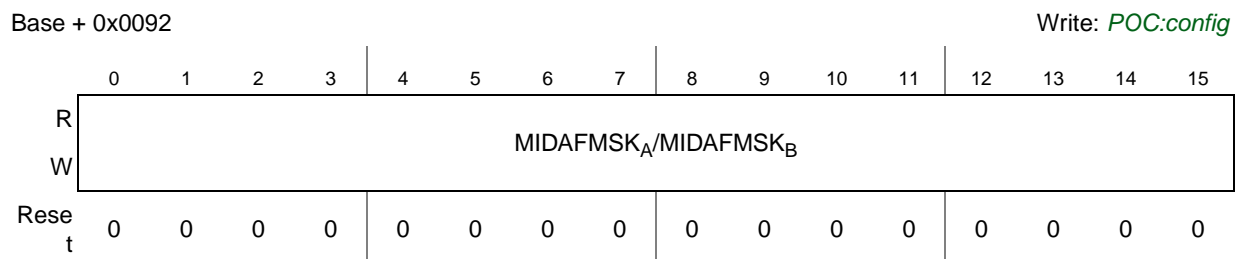 Base + 0x0092 Write: POC:config
0 1 2 3 4 5 6 7 8 9 10 11 12 13 14 15
R
MIDAFMSKA/MIDAFMSKB
W
Rese
t 0 0 0 0 0 0 0 0 0 0 0 0 0 0 0 0